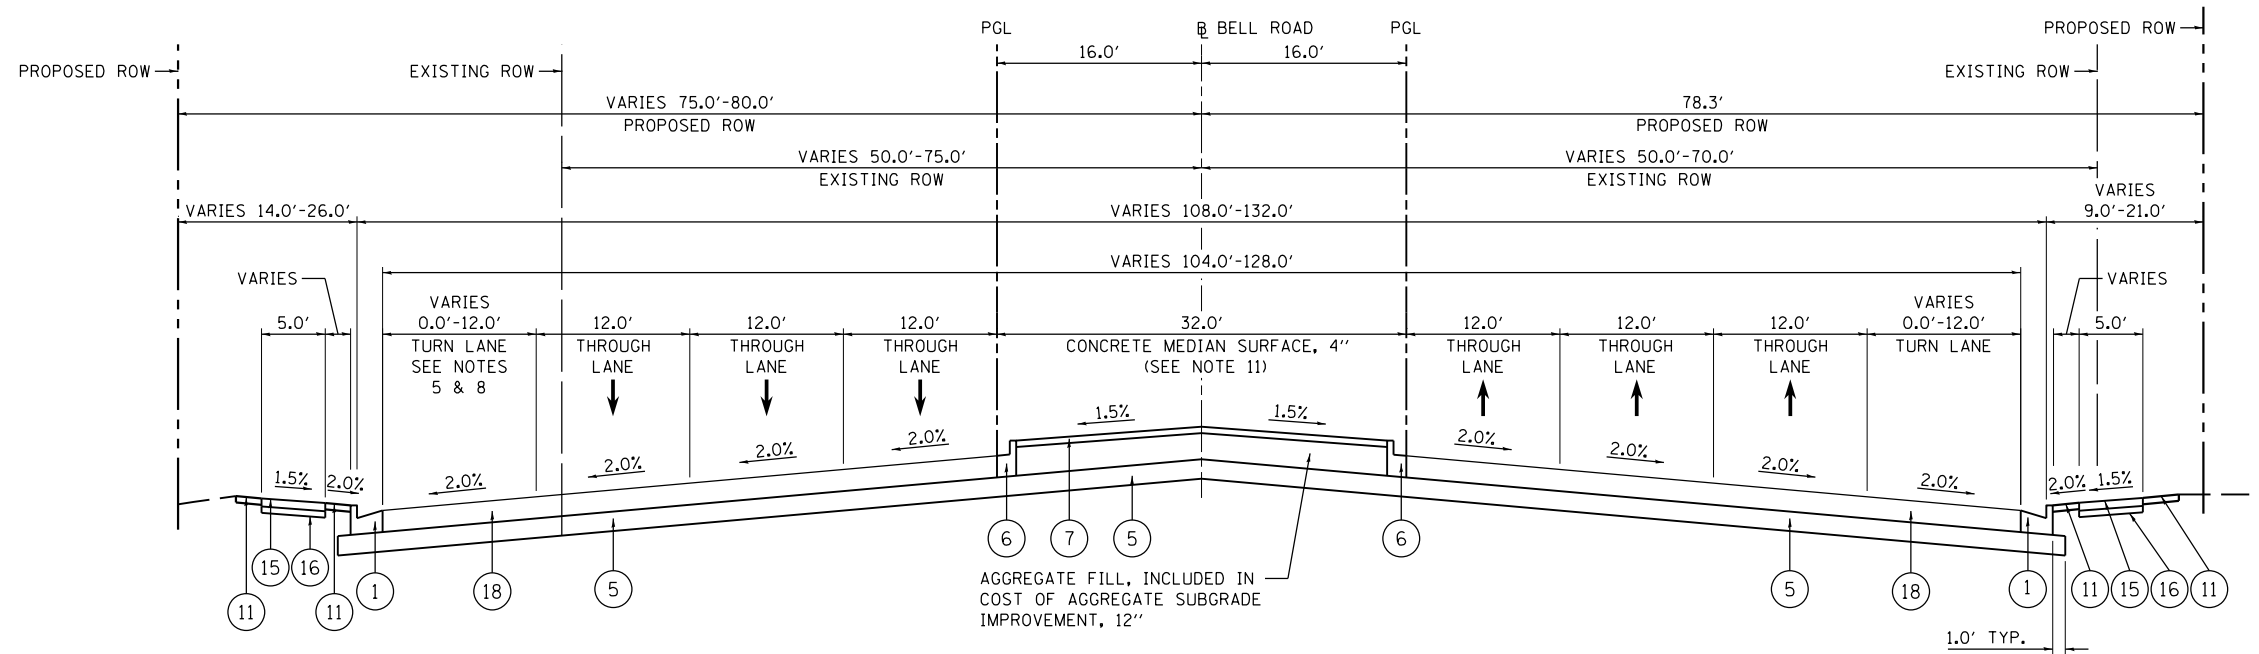 PGL
℄ BELL ROAD
PGL
PROPOSED ROW
PROPOSED ROW
EXISTING ROW
16.0'
16.0'
EXISTING ROW
VARIES 75.0'-80.0'
PROPOSED ROW
78.3'
PROPOSED ROW
VARIES 50.0'-75.0'
EXISTING ROW
VARIES 50.0'-70.0'
EXISTING ROW
VARIES 14.0'-26.0'
VARIES 108.0'-132.0'
VARIES
9.0'-21.0'
VARIES
VARIES 104.0'-128.0'
VARIES
5.0'
VARIES
0.0'-12.0'
TURN LANE
SEE NOTES
5 & 8
12.0'
THROUGH
LANE
12.0'
THROUGH
LANE
12.0'
THROUGH
LANE
32.0'
CONCRETE MEDIAN SURFACE, 4''
(SEE NOTE 11)
12.0'
THROUGH
LANE
12.0'
THROUGH
LANE
12.0'
THROUGH
LANE
VARIES
0.0'-12.0'
TURN LANE
5.0'
1.5%
2.0%
2.0%
2.0%
2.0%
2.0%
1.5%
1.5%
2.0%
2.0%
2.0%
2.0%
2.0%
1.5%
11
15
16
11
1
18
5
6
7
5
6
5
18
1
11
15
16
11
AGGREGATE FILL, INCLUDED IN
COST OF AGGREGATE SUBGRADE
IMPROVEMENT, 12''
1.0' TYP.